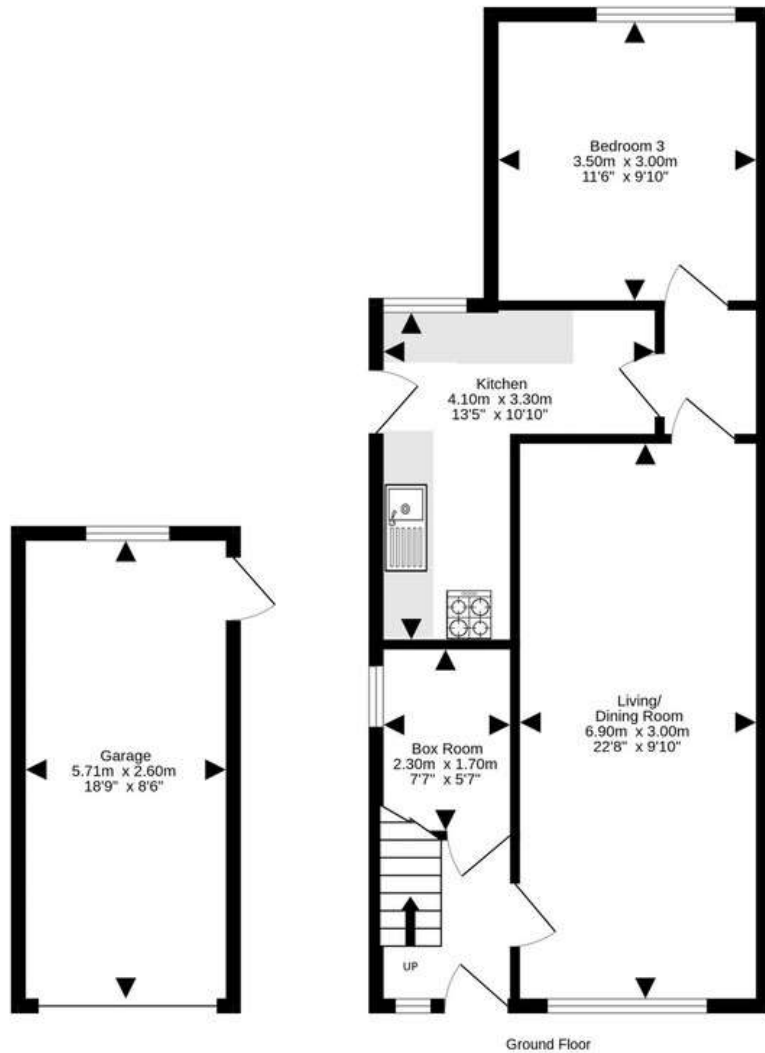 Bedroom 3
3.50m x 3.00m
11'6" x 9'10"
Kitchen
4.10m x 3.30m
13'5" x 10'10"
Living/
Dining Room
6.90m x 3.00m
22'8" x 9'10"
Box Room
2.30m x 1.70m
7'7" x 5'7"
Garage
5.71m x 2.60m
18'9" x 8'6"
UP
Ground Floor